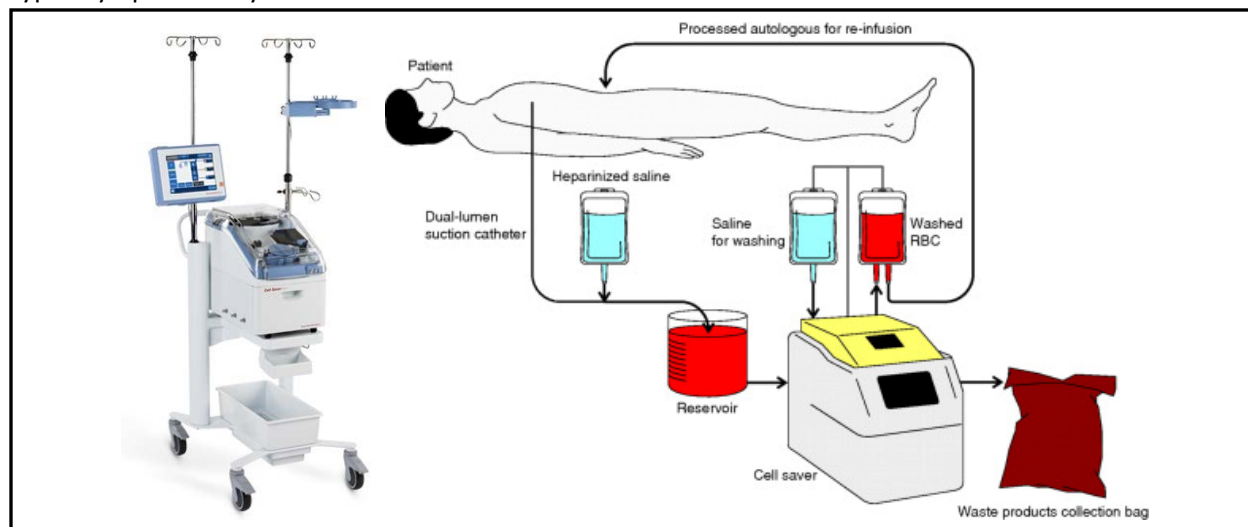 Processed autologous for re-infusion
Patient
Heparinized saline
Dual-lumen
suction catheter
Saline
for washing
Washed
RBC
Reservoir
Cell saver
Waste products collection bag